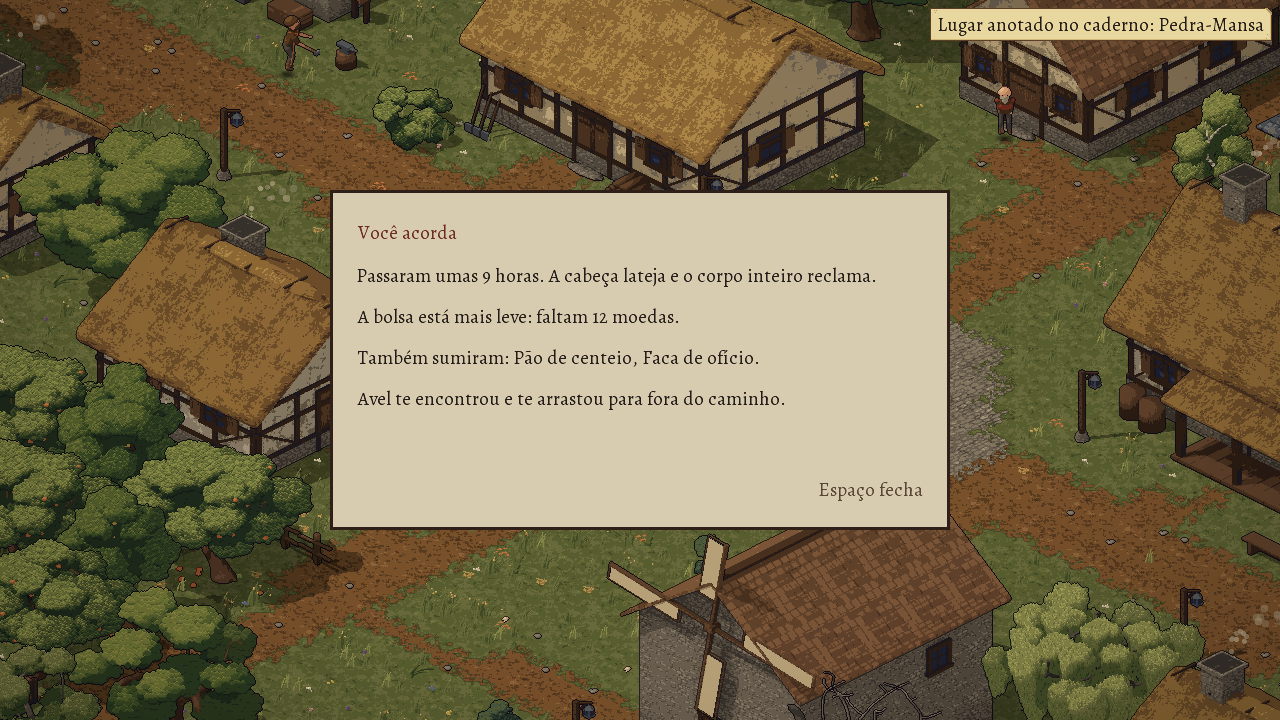 Lugar anotado no caderno: Pedra-Mansa
Você acorda
Passaram umas 9 horas. A cabeça lateja e o corpo inteiro reclama.
A bolsa está mais leve: faltam 12 moedas.
Também sumiram: Pão de centeio, Faca de ofício.
Avel te encontrou e te arrastou para fora do caminho.
Espaço fecha